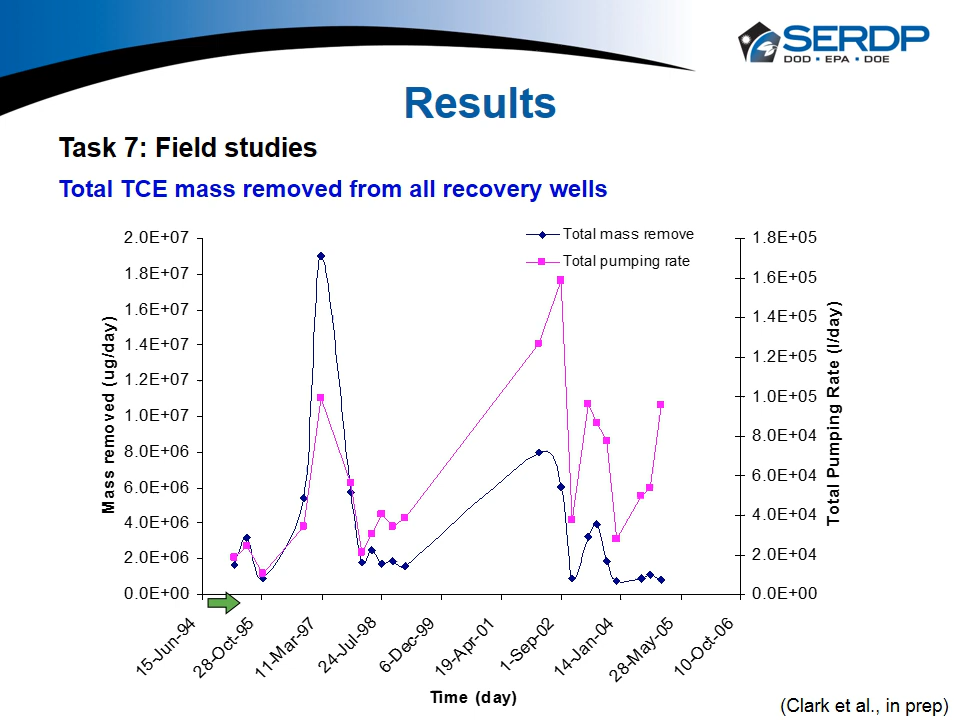 SERDP
DOD • EPA • DOE
Results
Task 7: Field studies
Total TCE mass removed from all recovery wells
Total mass remove
Total pumping rate
2.0E+07
1.8E+07
1.6E+07
1.4E+07
1.2E+07
1.0E+07
8.0E+06
6.0E+06
4.0E+06
2.0E+06
0.0E+00
Mass removed (ug/day)
1.8E+05
1.6E+05
1.4E+05
1.2E+05
1.0E+05
8.0E+04
6.0E+04
4.0E+04
2.0E+04
0.0E+00
Total Pumping Rate (l/day)
15-Jun-94
28-Oct-95
11-Mar-97
24-Jul-98
6-Dec-99
19-Apr-01
1-Sep-02
14-Jan-04
28-May-05
10-Oct-06
Time (day)
(Clark et al., in prep)